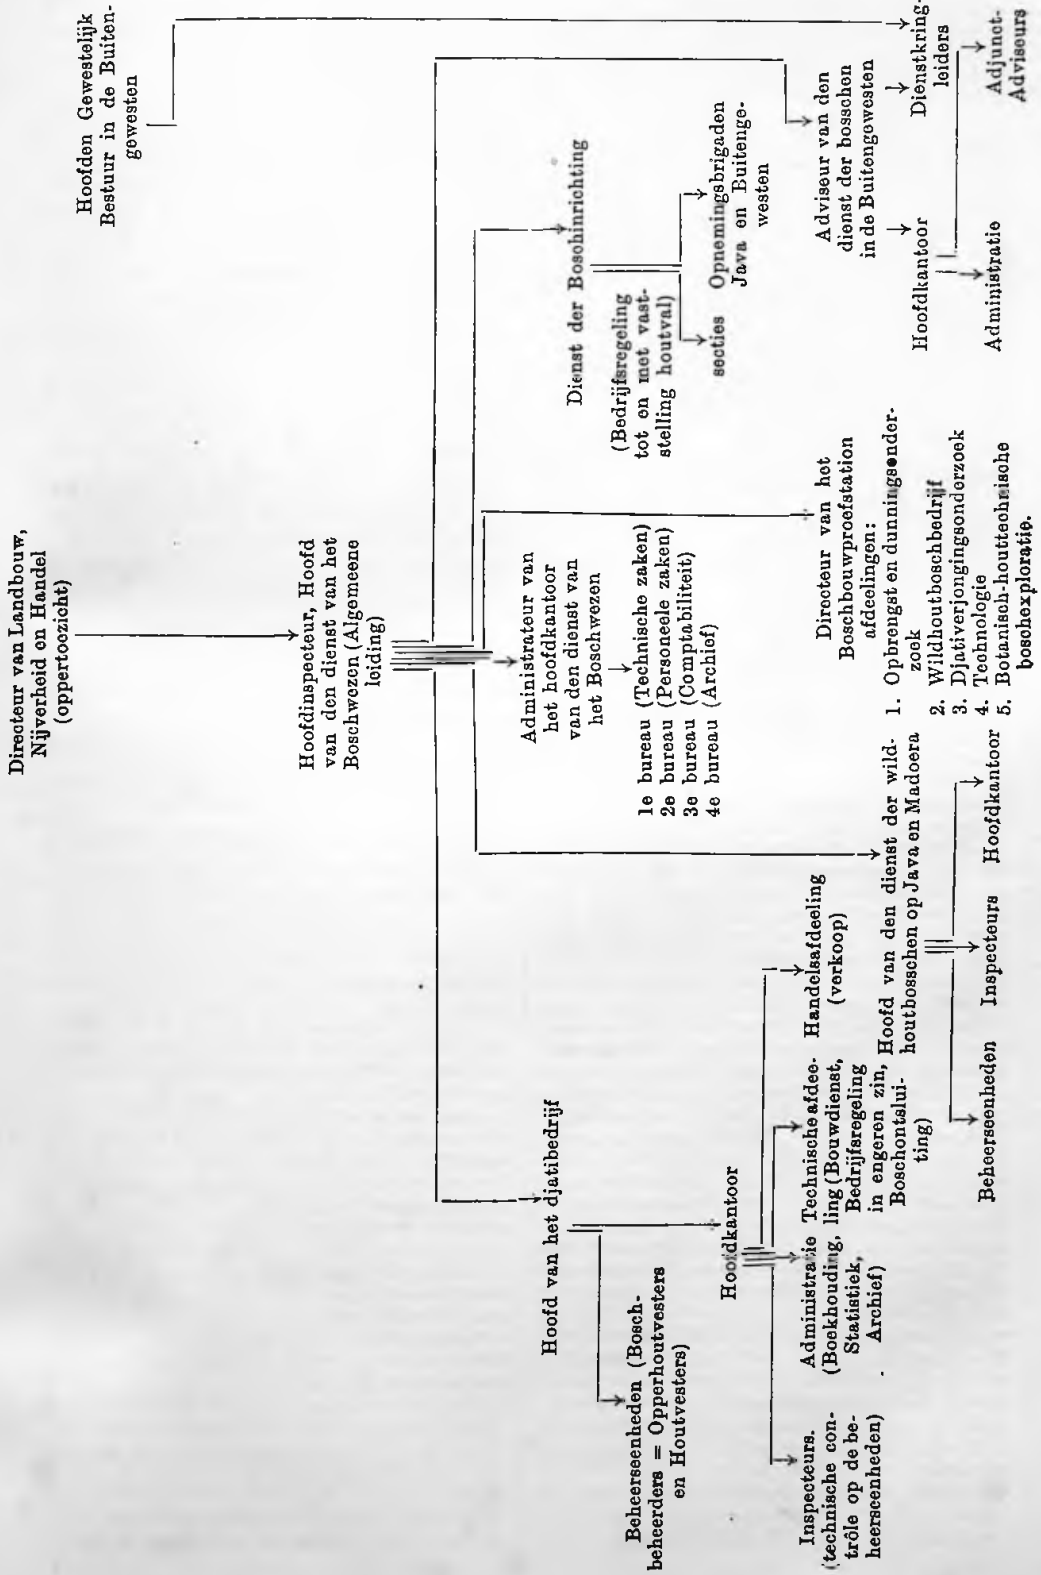 Directeur van Landbouw,
Nijverheid en Handel
(oppertoezicht)
Hoofden Gewestelijk
Bestuur in de Buiten-
gewesten
Hoofdinspecteur, Hoofd
van den dienst van het
Boschwezen (Algemeene
leiding)
Hoofd van het djatibedrijf
Beheerseenheden (Bosch-
beheerders = Opperhoutvesters
en Houtvesters)
Hoofdkantoor
Inspecteurs.
(technische con-
trôle op de be-
heerseenheden)
Administratie
(Boekhouding,
Statistiek,
Archief)
Technische afdee-
ling (Bouwdienst,
Bedrijfsregeling
in engeren zin,
Boschontslui-
ting)
Handelsafdeeling
(verkoop)
Hoofd van den dienst der wild-
houtbosschen op Java en Madoera
Beheerseenheden
Inspecteurs
Hoofdkantoor
Administrateur van
het hoofdkantoor
van den dienst van
het Boschwezen
1e bureau (Technische zaken)
2e bureau (Personeele zaken)
3e bureau (Comptabiliteit)
4e bureau (Archief)
Directeur van het
Boschbouwproefstation
afdeelingen:
1. Opbrengst en dunningsonder-
zoek
2. Wildhoutboschbedrijf
3. Djativerjongingsonderzoek
4. Technologie
5. Botanisch-houttechnische
boschexploratie.
Dienst der Boschinrichting
(Bedrijfsregeling
tot en met vast-
stelling houtval)
secties
Opnemingsbrigaden
Java en Buitenge-
westen
Adviseur van den
dienst der bosschen
in de Buitengewesten
Hoofdkantoor
Dienstkring-
leiders
Administratie
Adjunct-
Adviseurs